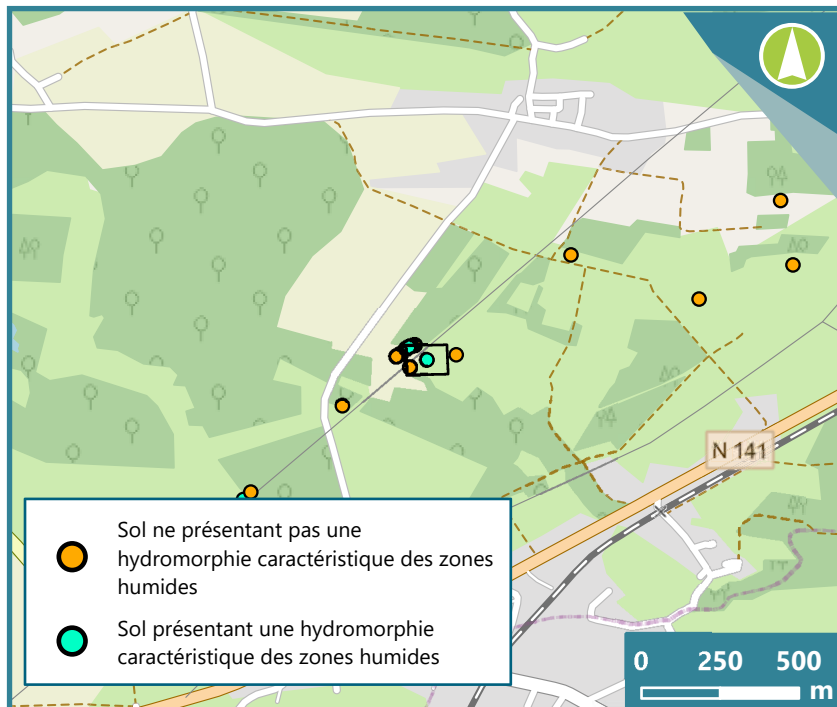 N 141
Sol ne présentant pas une
hydromorphie caractéristique des zones
humides
Sol présentant une hydromorphie
caractéristique des zones humides
0 250 500
m